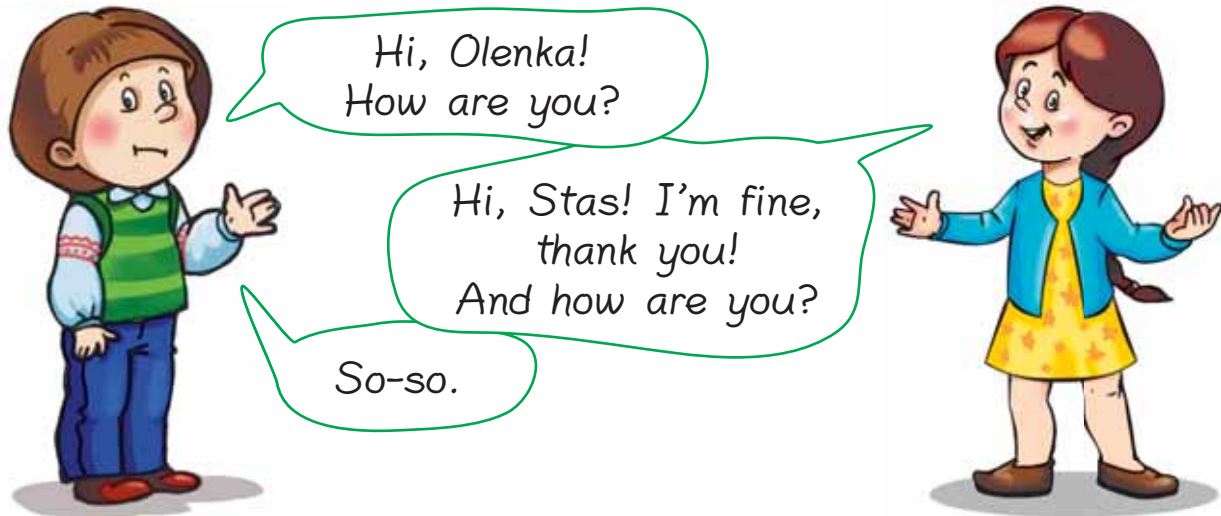 Hi, Olenka!
How are you?
Hi, Stas! I’m fine,
thank you!
And how are you?
So-so.